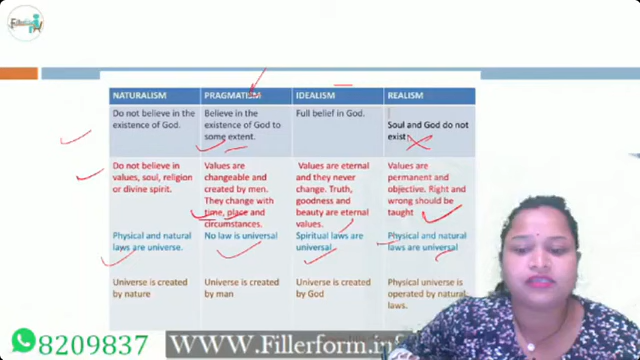 Fillerform
NATURALISM
PRAGMATISM
IDEALISM
REALISM
Do not believe in the
existence of God.
Believe in the
existence of God to
some extent.
Full belief in God.
Soul and God do not
exist.
Do not believe in
values, soul, religion
or divine spirit.
Values are
changeable and
created by men.
They change with
time, place and
circumstances.
Values are eternal
and they never
change. Truth,
goodness and
beauty are eternal
values.
Values are
permanent and
objective. Right and
wrong should be
taught
Physical and natural
laws are universe.
No law is universal
Spiritual laws are
universal
Physical and natural
laws are universal
Universe is created
by nature
Universe is created
by man
Universe is created
by God
Physical universe is
operated by natural
laws.
8209837
WWW.Fillerform.in